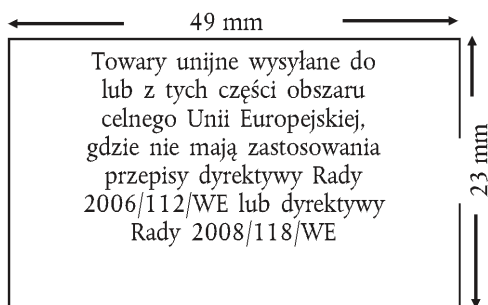 49 mm
Towary unijne wysyłane do
lub z tych części obszaru
celnego Unii Europejskiej,
gdzie nie mają zastosowania
przepisy dyrektywy Rady
2006/112/WE lub dyrektywy
Rady 2008/118/WE
23 mm